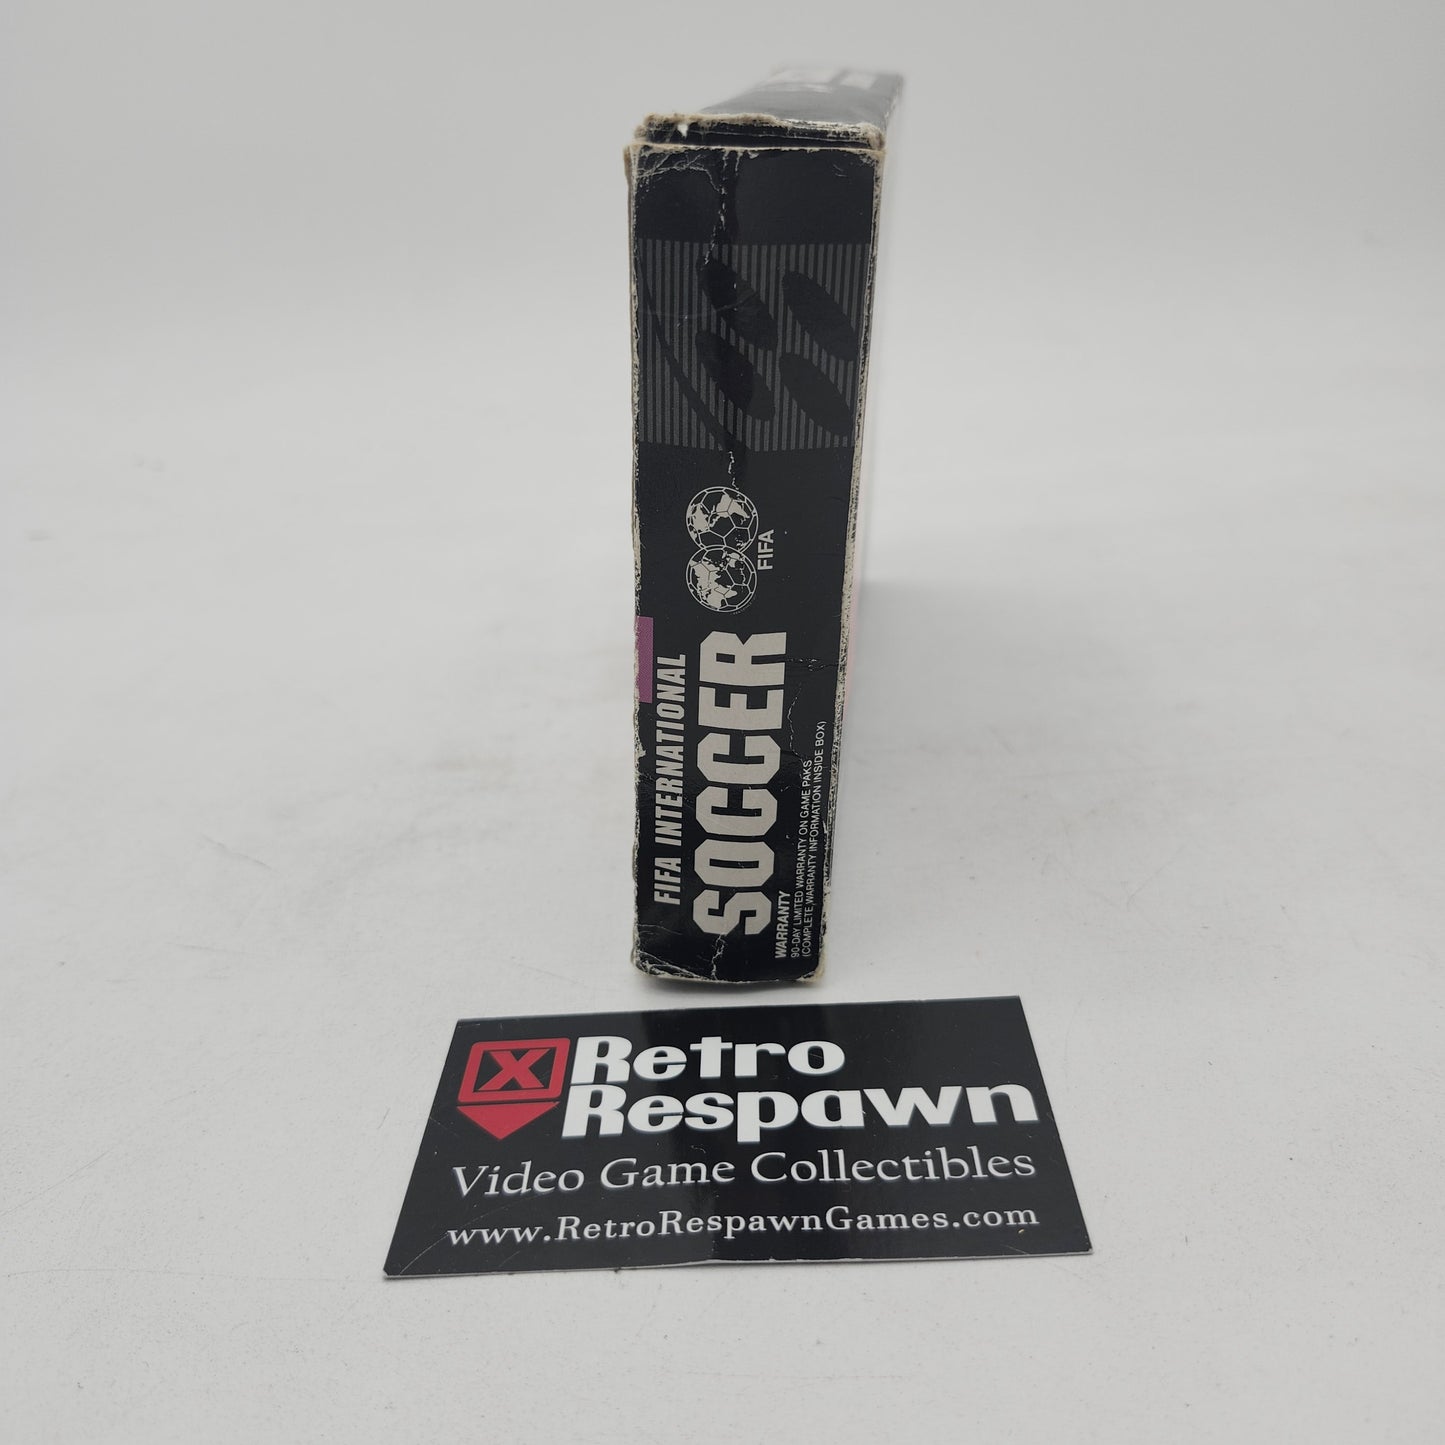 FIFA INTERNATIONAL
SOCCER
FIFA
WARRANTY
90-DAY LIMITED WARRANTY ON GAME PAKS
(COMPLETE WARRANTY INFORMATION INSIDE BOX)
X Retro
Respawn
Video Game Collectibles
www.RetroRespawnGames.com